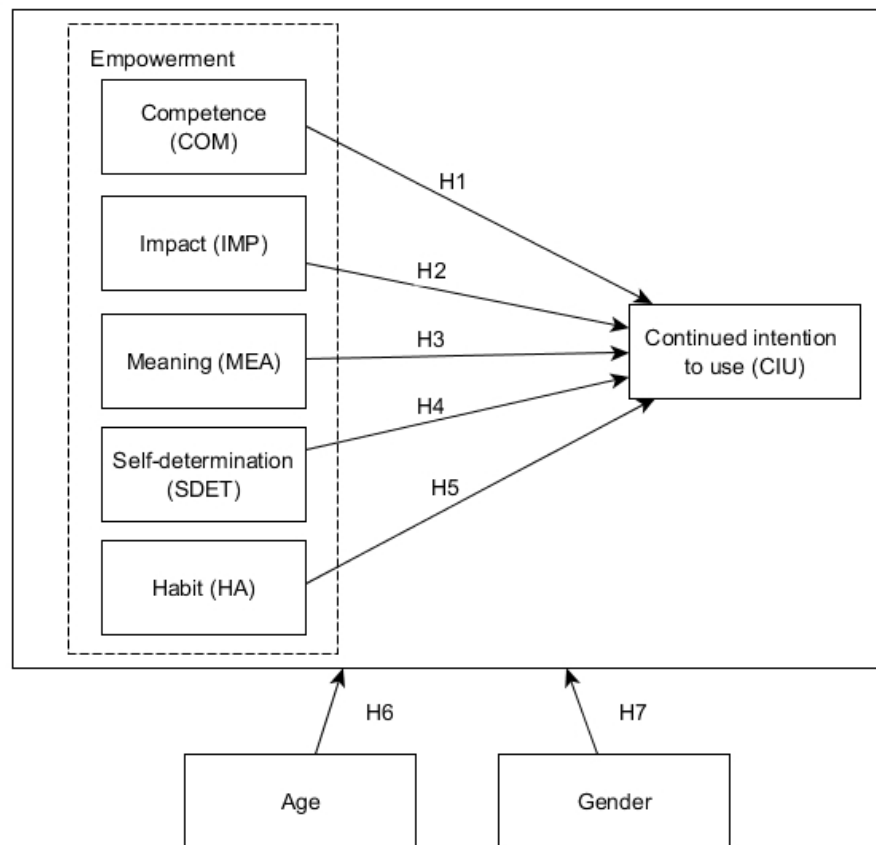 Empowerment
Competence
(COM)
H1
Impact (IMP)
H2
Continued intention
to use (CIU)
Meaning (MEA)
H3
H4
Self-determination
(SDET)
H5
Habit (HA)
H6
H7
Age
Gender